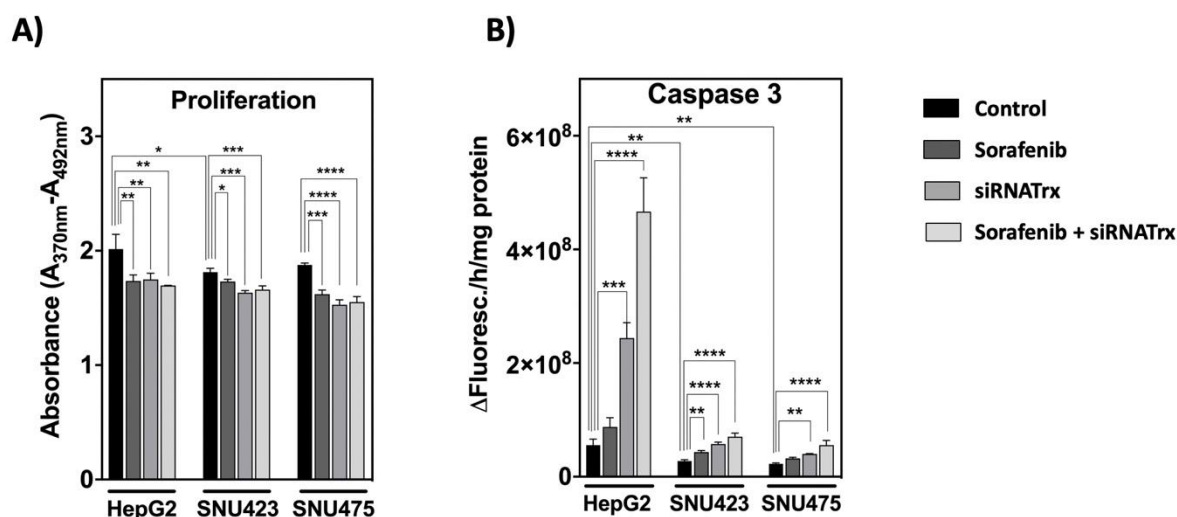 A)
Proliferation
Absorbance (A370nm-A492nm)
3
2
1
0
*
**
**
**
***
***
*
****
****
***
HepG2
SNU423
SNU475
B)
Caspase 3
ΔFluoresc./h/mg protein
6×10⁸
4×10⁸
2×10⁸
0
**
**
****
***
****
****
**
****
**
HepG2
SNU423
SNU475
Control
Sorafenib
siRNATrx
Sorafenib + siRNATrx